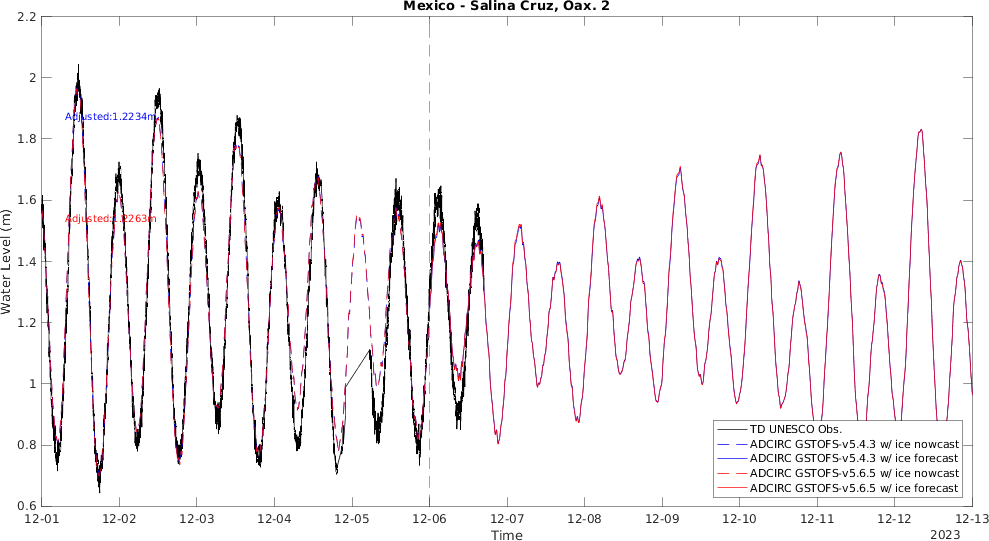 Mexico - Salina Cruz, Oax. 2
Water Level (m)
2.2
2
1.8
1.6
1.4
1.2
1
0.8
0.6
Adjusted:1.2234m
Adjusted:1.2263m
TD UNESCO Obs.
ADCIRC GSTOFS-v5.4.3 w/ ice nowcast
ADCIRC GSTOFS-v5.4.3 w/ ice forecast
ADCIRC GSTOFS-v5.6.5 w/ ice nowcast
ADCIRC GSTOFS-v5.6.5 w/ ice forecast
12-01 12-02 12-03 12-04 12-05 12-06 12-07 12-08 12-09 12-10 12-11 12-12 12-13
Time
2023